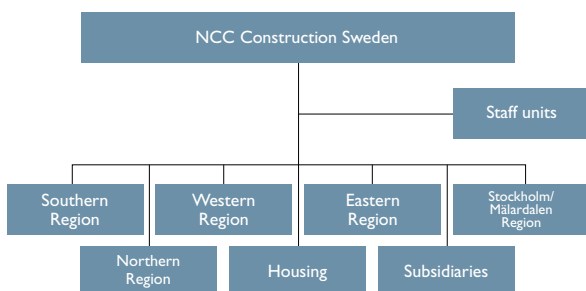 NCC Construction Sweden
Staff units
Southern
Region
Western
Region
Eastern
Region
Stockholm/
Mälardalen
Region
Northern
Region
Housing
Subsidiaries